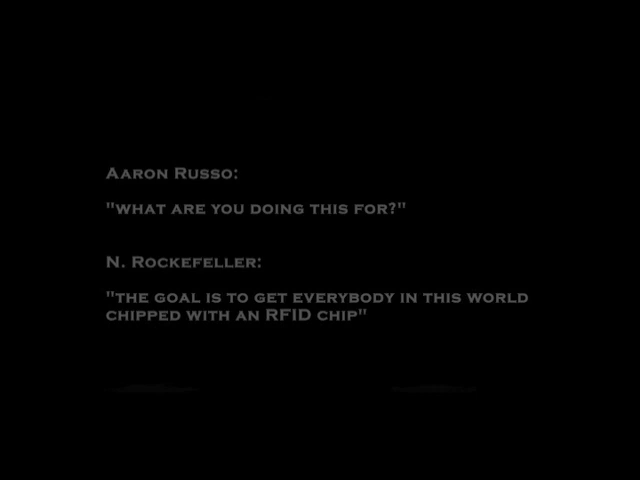 Aaron Russo:
"what are you doing this for?"
N. Rockefeller:
"the goal is to get everybody in this world
chipped with an RFID chip"